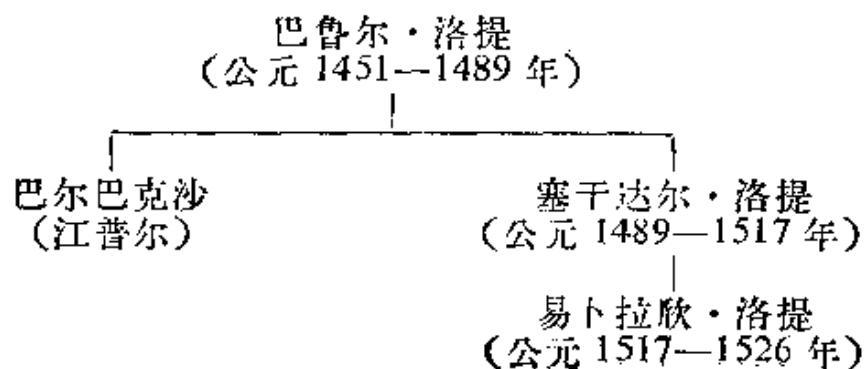 巴鲁尔·洛提
(公元 1451—1489 年)
巴尔巴克沙
(江普尔)
塞干达尔·洛提
(公元 1489—1517 年)
易卜拉欣·洛提
(公元 1517—1526 年)